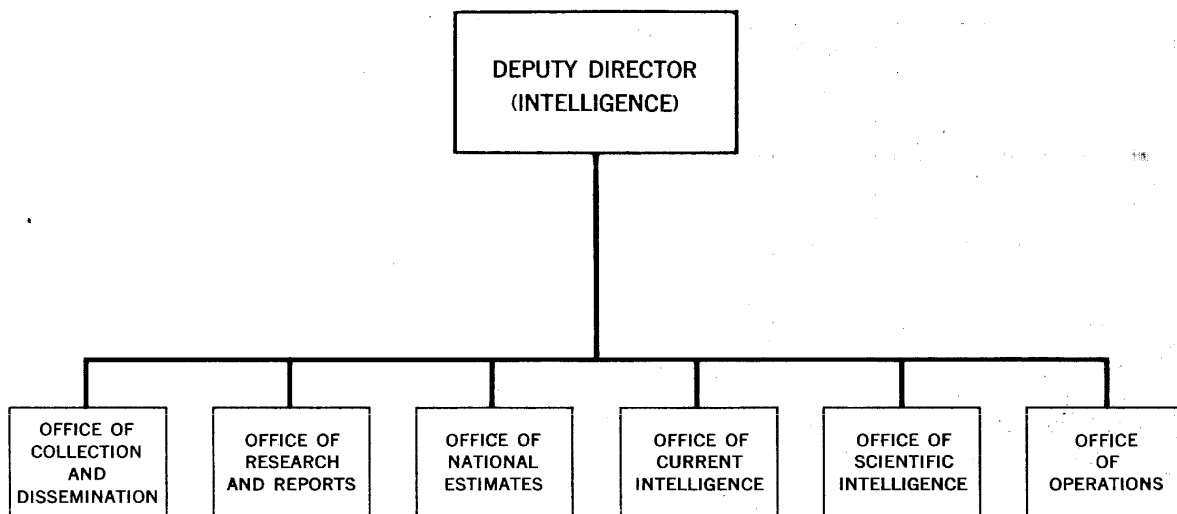 DEPUTY DIRECTOR
(INTELLIGENCE)
OFFICE OF
COLLECTION
AND
DISSEMINATION
OFFICE OF
RESEARCH
AND REPORTS
OFFICE OF
NATIONAL
ESTIMATES
OFFICE OF
CURRENT
INTELLIGENCE
OFFICE OF
SCIENTIFIC
INTELLIGENCE
OFFICE
OF
OPERATIONS